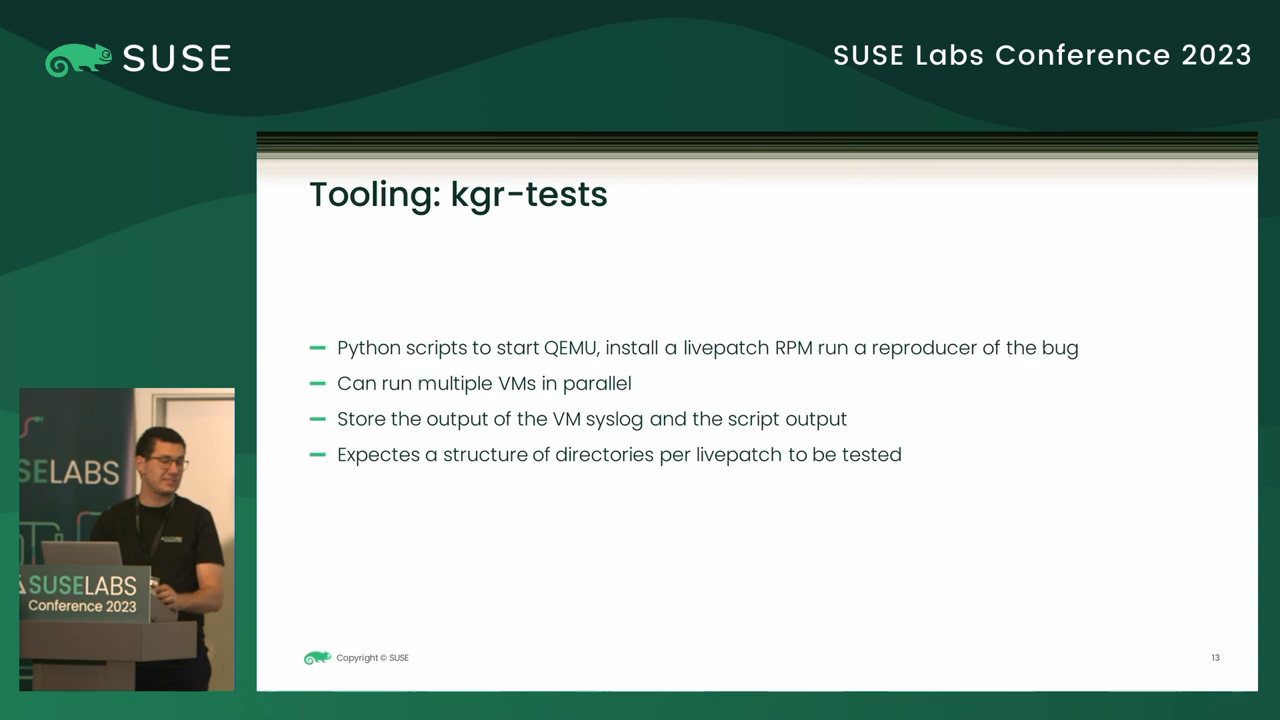 SUSE
SUSE Labs Conference 2023
Tooling: kgr-tests
Python scripts to start QEMU, install a livepatch RPM run a reproducer of the bug
Can run multiple VMs in parallel
Store the output of the VM syslog and the script output
Expectes a structure of directories per livepatch to be tested
SELABS
SUSELABS
Conference 2023
Copyright © SUSE
13